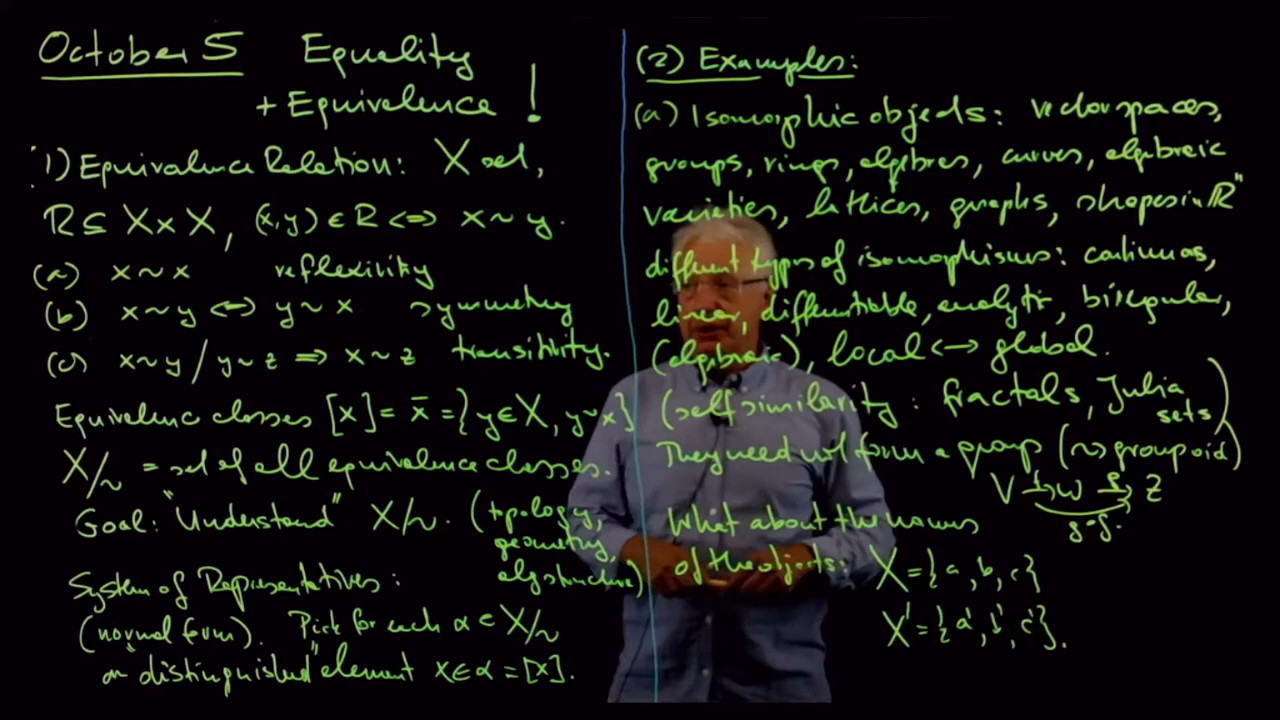 October 5 Equality
+ Equivalence !
1) Equivalence Relation: X set,
R ⊆ X×X, (x,y) ∈ R ⇔ x ~ y.
(a) x ~ x reflexivity
(b) x ~ y ⇔ y ~ x symmetry
(c) x ~ y / y ~ z ⇒ x ~ z transitivity.
Equivalence classes [x] = x̄ = {y ∈ X, y ~ x}
X/~ = set of all equivalence classes.
Goal: "Understand" X/~. (topology,
geometry,
alg structure)
System of Representatives:
(normal form). Pick for each α ∈ X/~
an distinguished" element x ∈ α = [x].
(2) Examples:
(a) Isomorphic objects: vectorspaces,
groups, rings, algebras, curves, algebraic
varieties, lattices, graphs, shapes in ℝⁿ
different types of isomorphisms: continuous,
linear, differentiable, analytic, biregular,
(algebraic), local ↔ global.
(self similarity: fractals, Julia
sets)
They need not form a group (~> groupoid)
V → W → Z
g∘f.
What about the names
of the objects: X = {a, b, c}
X' = {a', b', c'}.